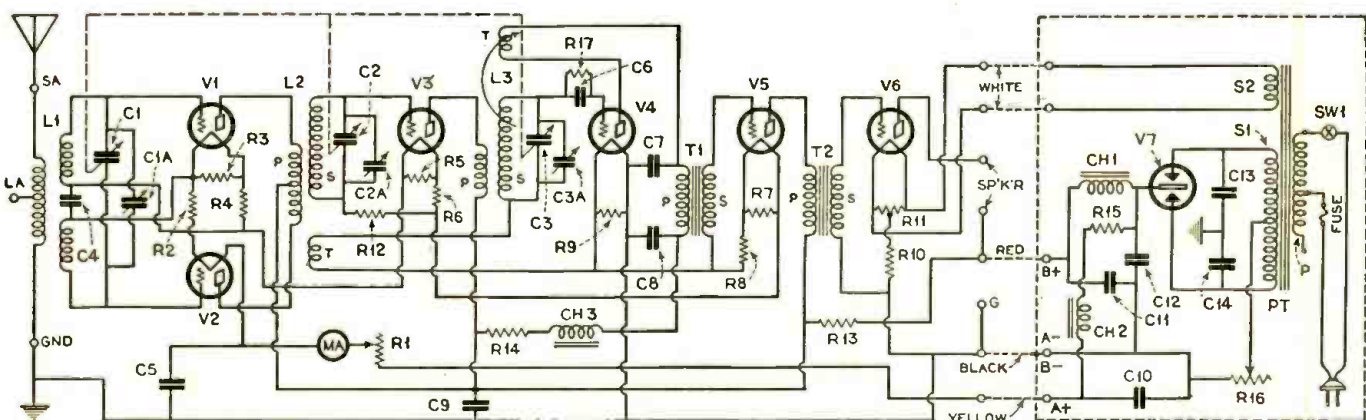 SA
LA
GND
L1
C1
C1A
C4
V1
R3
R4
R2
V2
C5
MA
R1
L2
P
S
C2
C2A
V3
R5
R6
R12
T
P
T
L3
S
R17
C6
C3
C3A
V4
R9
C7
C8
R14
CH3
C9
T1
P
S
V5
R7
R8
T2
P
S
V6
R11
R10
R13
WHITE
SP'K'R
RED
G
BLACK
YELLOW
B+
A-
B-
A+
CH1
R15
CH2
C11
C12
C10
V7
C13
C14
S2
S1
PT
P
R16
SW1
FUSE